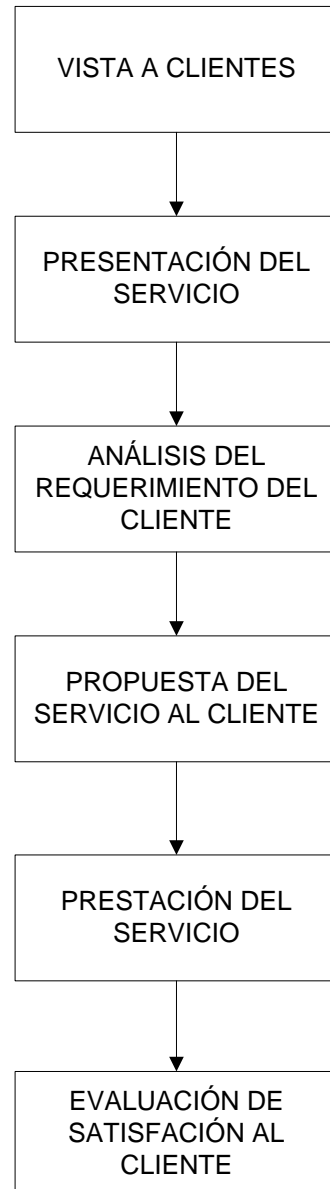 VISTA A CLIENTES
PRESENTACIÓN DEL
SERVICIO
ANÁLISIS DEL
REQUERIMIENTO DEL
CLIENTE
PROPUESTA DEL
SERVICIO AL CLIENTE
PRESTACIÓN DEL
SERVICIO
EVALUACIÓN DE
SATISFACIÓN AL
CLIENTE